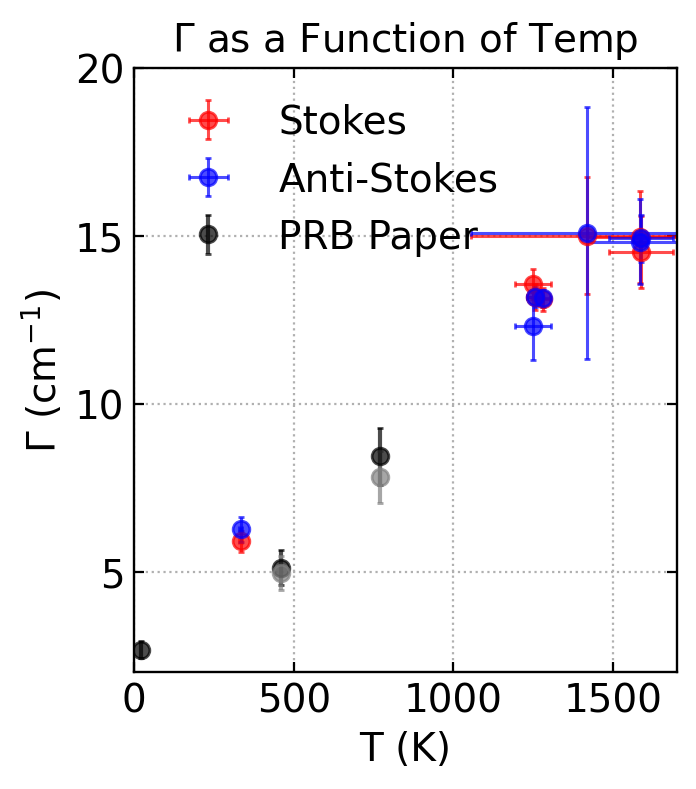 Γ as a Function of Temp
20
Stokes
Anti-Stokes
PRB Paper
15
10
5
Γ (cm⁻¹)
0 500 1000 1500
T (K)